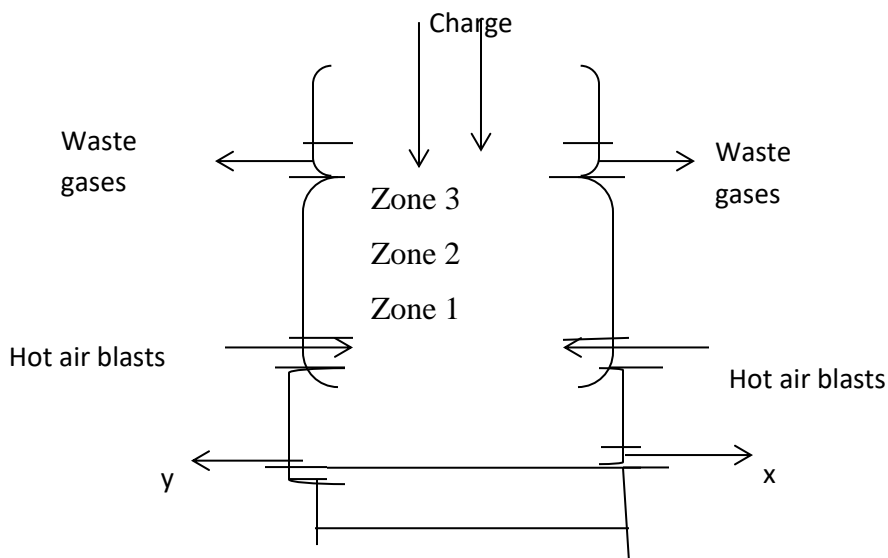 Charge
Waste
gases
Waste
gases
Zone 3
Zone 2
Zone 1
Hot air blasts
Hot air blasts
y
x